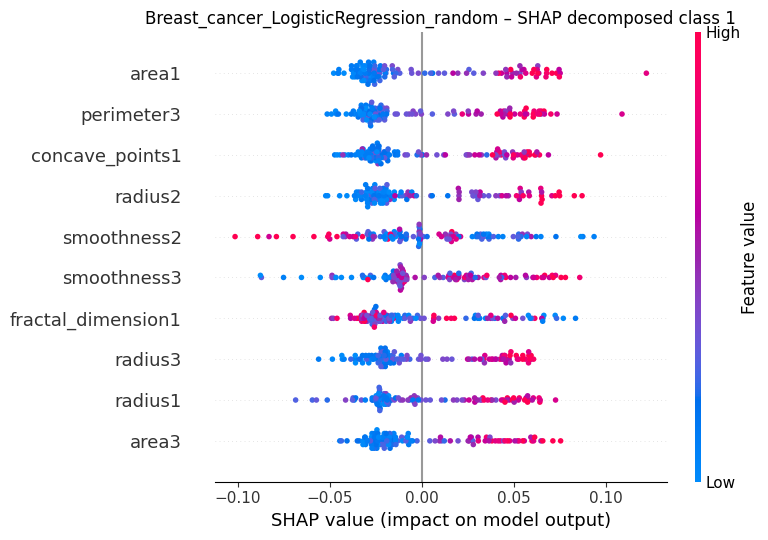 Breast_cancer_LogisticRegression_random – SHAP decomposed class 1
High
area1
perimeter3
concave_points1
radius2
smoothness2
smoothness3
fractal_dimension1
radius3
radius1
area3
Feature value
Low
−0.10 −0.05 0.00 0.05 0.10
SHAP value (impact on model output)